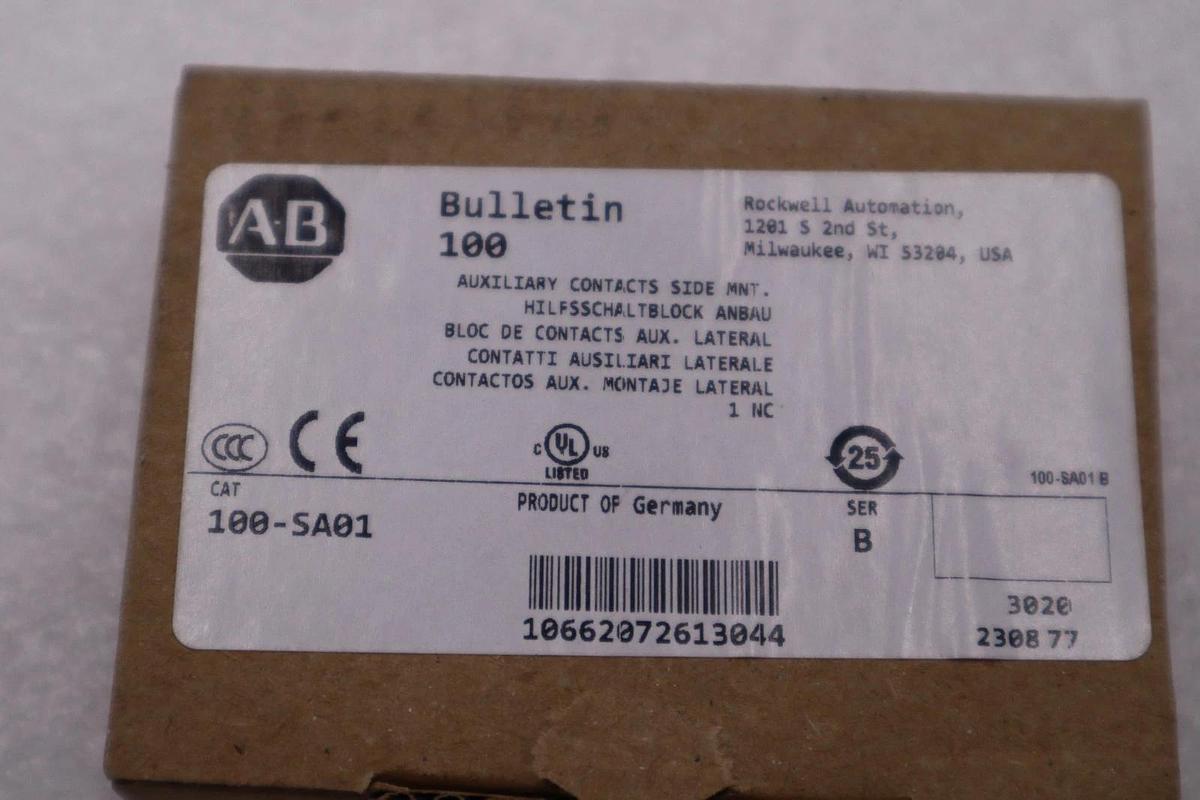 AB
Bulletin
100
Rockwell Automation,
1201 S 2nd St,
Milwaukee, WI 53204, USA
AUXILIARY CONTACTS SIDE MNT.
HILFSSCHALTBLOCK ANBAU
BLOC DE CONTACTS AUX. LATERAL
CONTATTI AUSILIARI LATERALE
CONTACTOS AUX. MONTAJE LATERAL
1 NC
CCC CE
C UL US
LISTED
25
100-SA01 B
CAT
100-SA01
PRODUCT OF Germany
SER
B
10662072613044
3020
2308 77